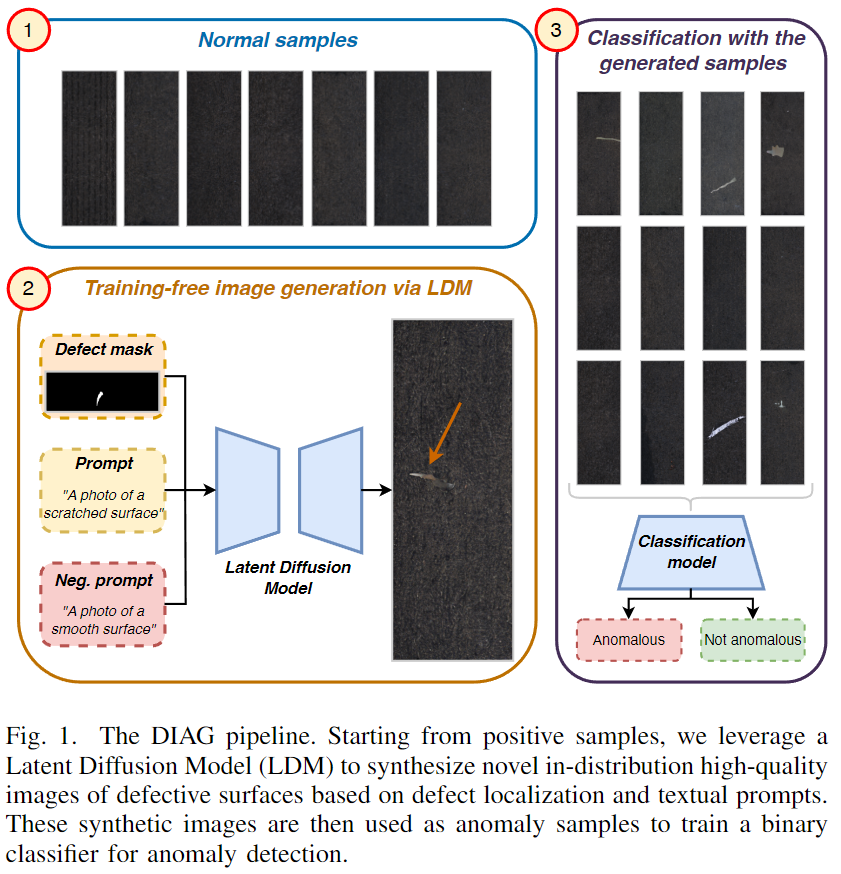 1
Normal samples
2
Training-free image generation via LDM
Defect mask
Prompt
"A photo of a
scratched surface"
Neg. prompt
"A photo of a
smooth surface"
Latent Diffusion
Model
3
Classification with the
generated samples
Classification
model
Anomalous
Not anomalous
Fig. 1. The DIAG pipeline. Starting from positive samples, we leverage a
Latent Diffusion Model (LDM) to synthesize novel in-distribution high-quality
images of defective surfaces based on defect localization and textual prompts.
These synthetic images are then used as anomaly samples to train a binary
classifier for anomaly detection.